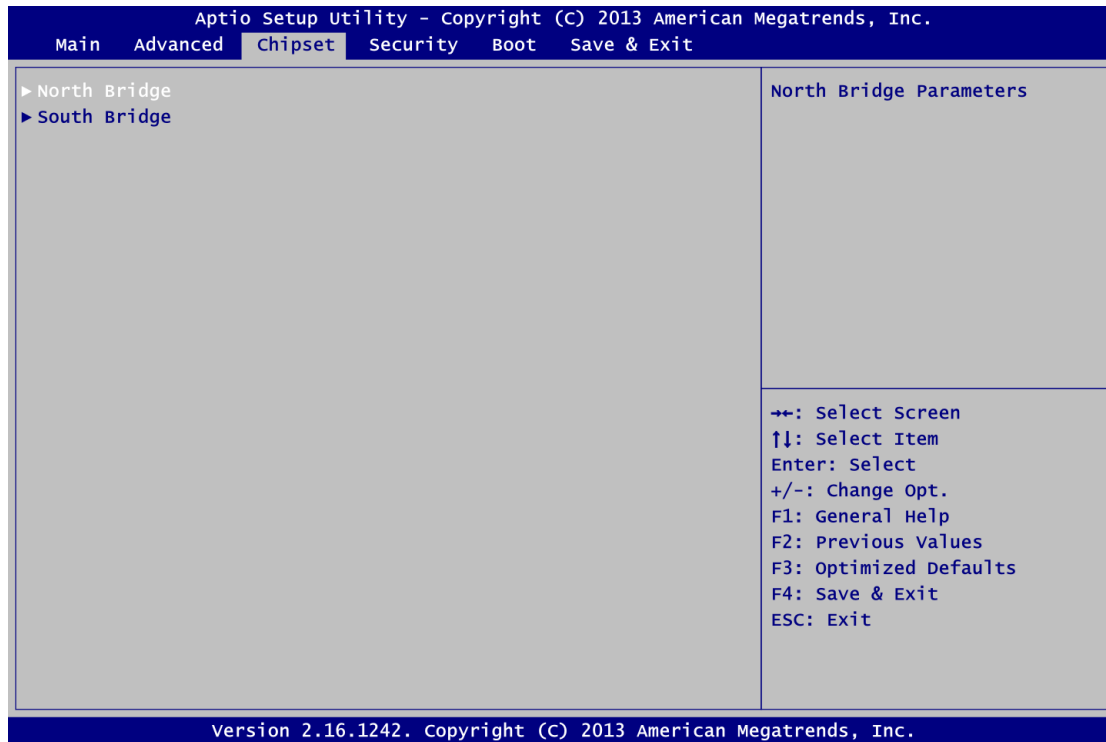 Aptio Setup Utility - Copyright (C) 2013 American Megatrends, Inc.
Main Advanced Chipset Security Boot Save & Exit
▶ North Bridge
▶ South Bridge
North Bridge Parameters
→←: Select Screen
↑↓: Select Item
Enter: Select
+/-: Change Opt.
F1: General Help
F2: Previous Values
F3: Optimized Defaults
F4: Save & Exit
ESC: Exit
Version 2.16.1242. Copyright (C) 2013 American Megatrends, Inc.